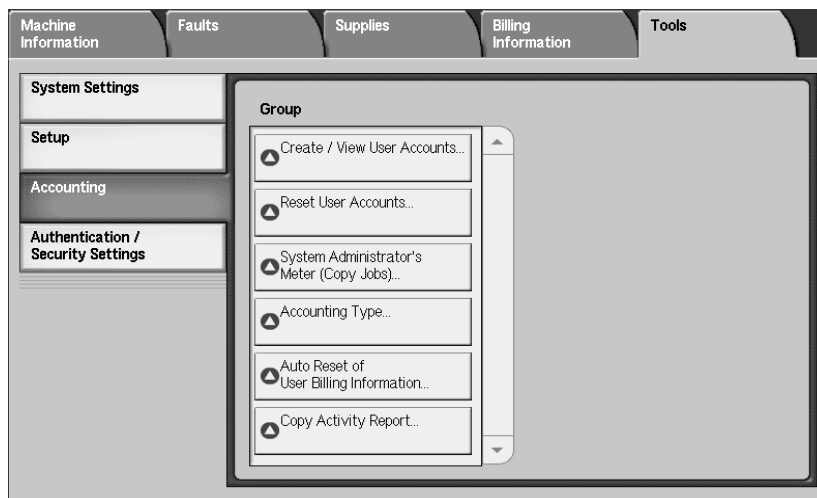 Machine
Information
Faults
Supplies
Billing
Information
Tools
System Settings
Setup
Accounting
Authentication /
Security Settings
Group
Create / View User Accounts...
Reset User Accounts...
System Administrator's
Meter (Copy Jobs)...
Accounting Type...
Auto Reset of
User Billing Information...
Copy Activity Report...